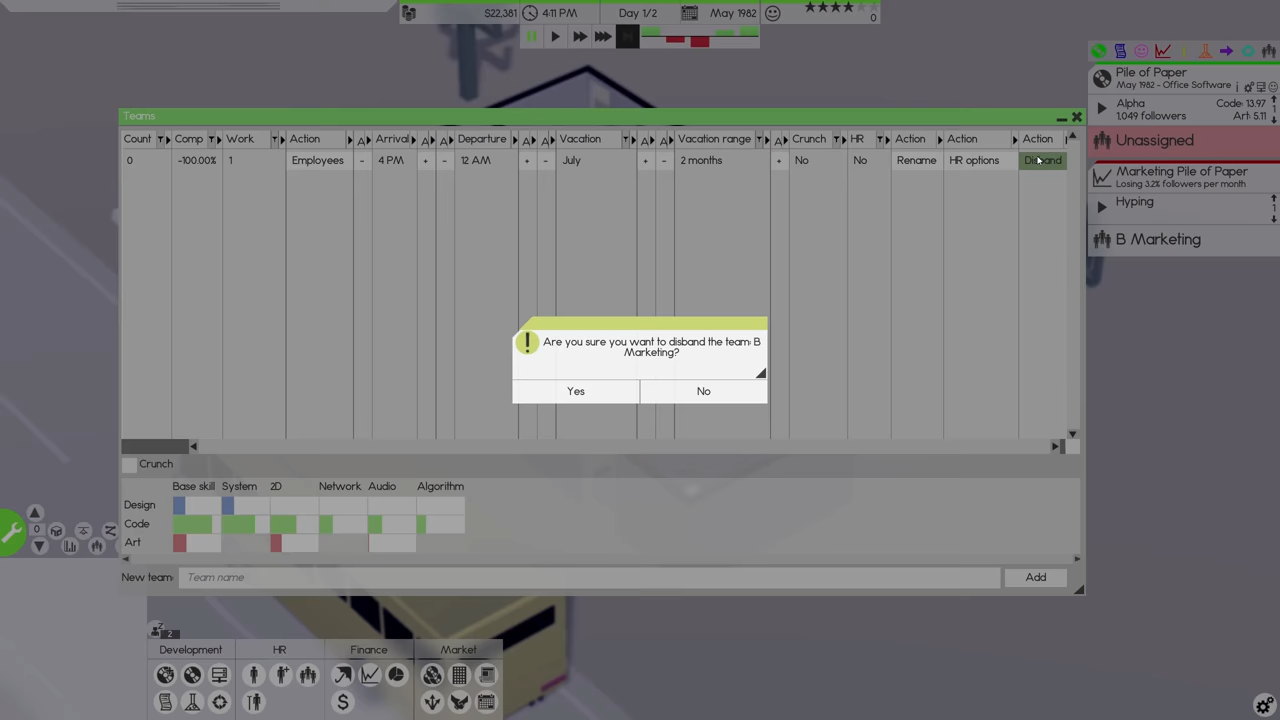 $22,381
4:11 PM
Day 1/2
May 1982
0
Pile of Paper
May 1982 - Office Software
Alpha
Code: 13.97
1,049 followers
Art: 5.11
Unassigned
Marketing Pile of Paper
Losing 3.2% followers per month
Hyping
1
B Marketing
Teams
Count Comp Work Action A Arrival A A Departure A A Vacation A A Vacation range A Crunch HR Action Action Action
0 -100.00% 1 Employees - 4 PM + - 12 AM + - July + - 2 months + No No Rename HR options Disband
Are you sure you want to disband the team: B
Marketing?
Yes No
Crunch
Base skill System 2D Network Audio Algorithm
Design
Code
Art
New team: Team name Add
0
2
Development HR Finance Market